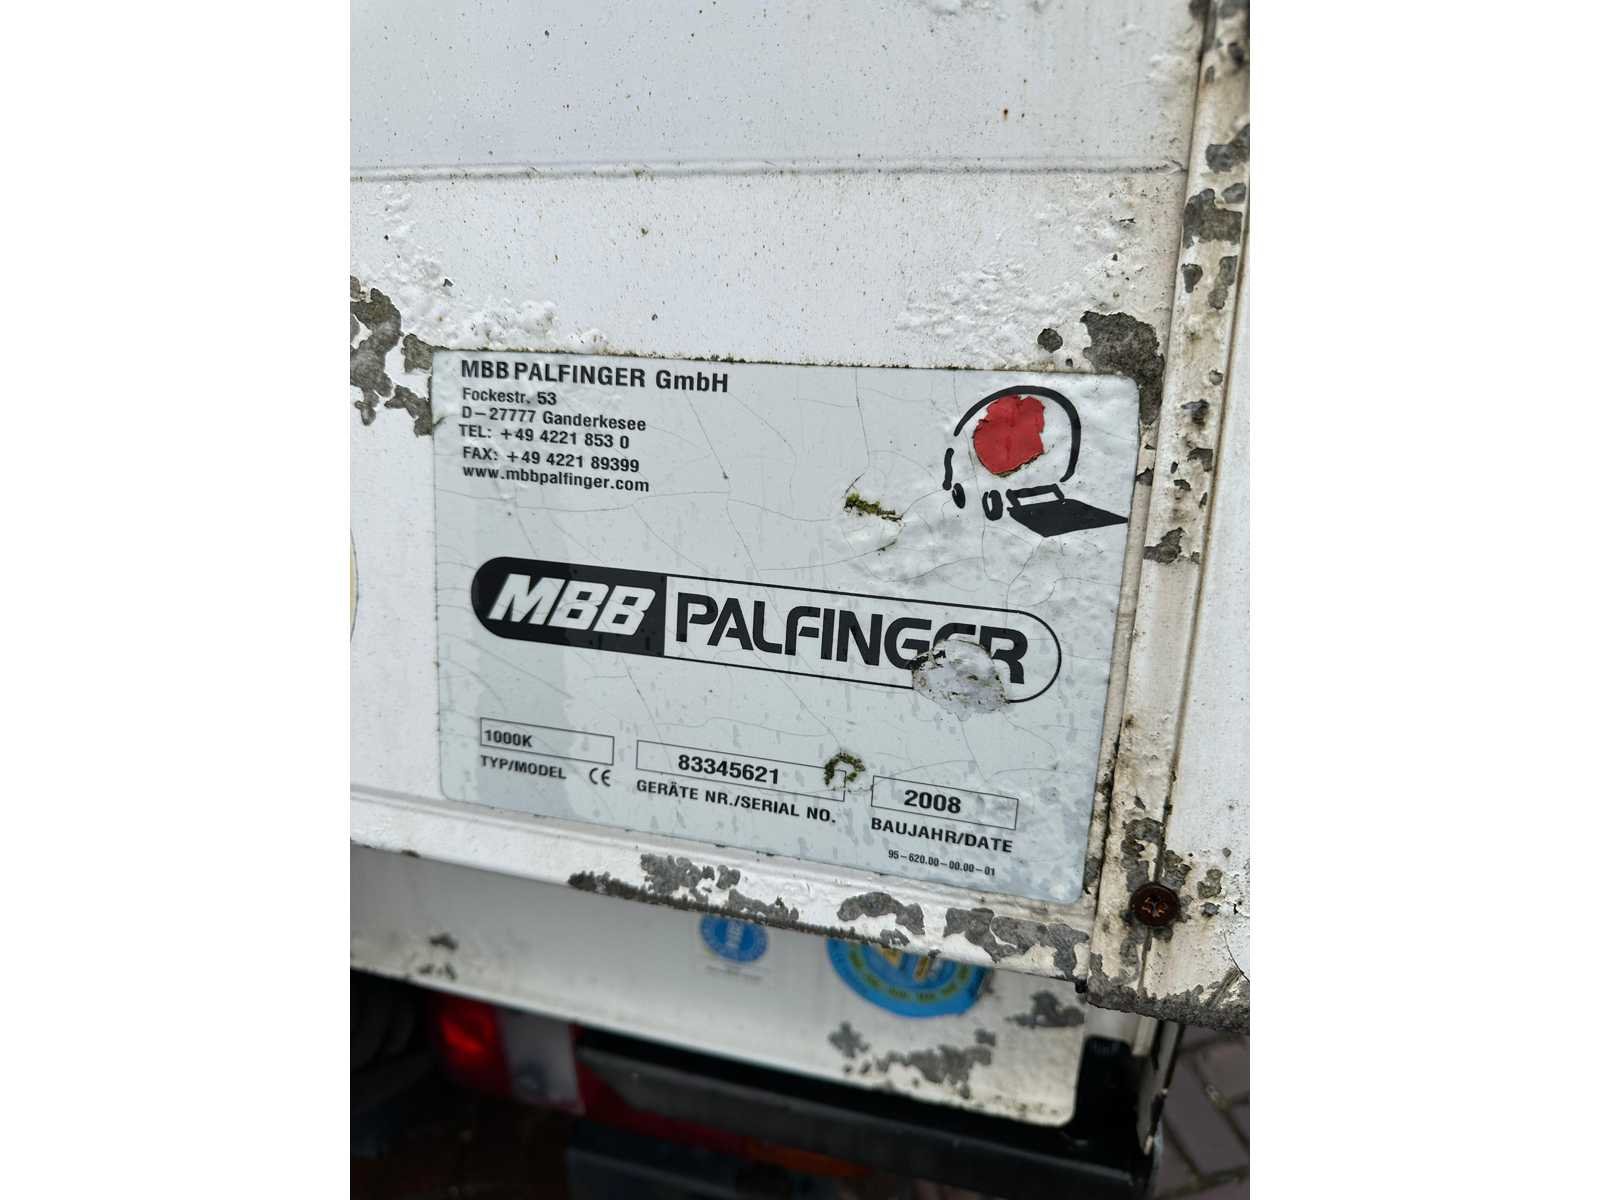 MBB PALFINGER GmbH
Fockestr. 53
D-27777 Ganderkesee
TEL: +49 4221 853 0
FAX: +49 4221 89399
www.mbbpalfinger.com
MBB PALFINGER
1000K
83345621
2008
TYP/MODEL CE
GERÄTE NR./SERIAL NO.
BAUJAHR/DATE
95-620.00-00.00-01